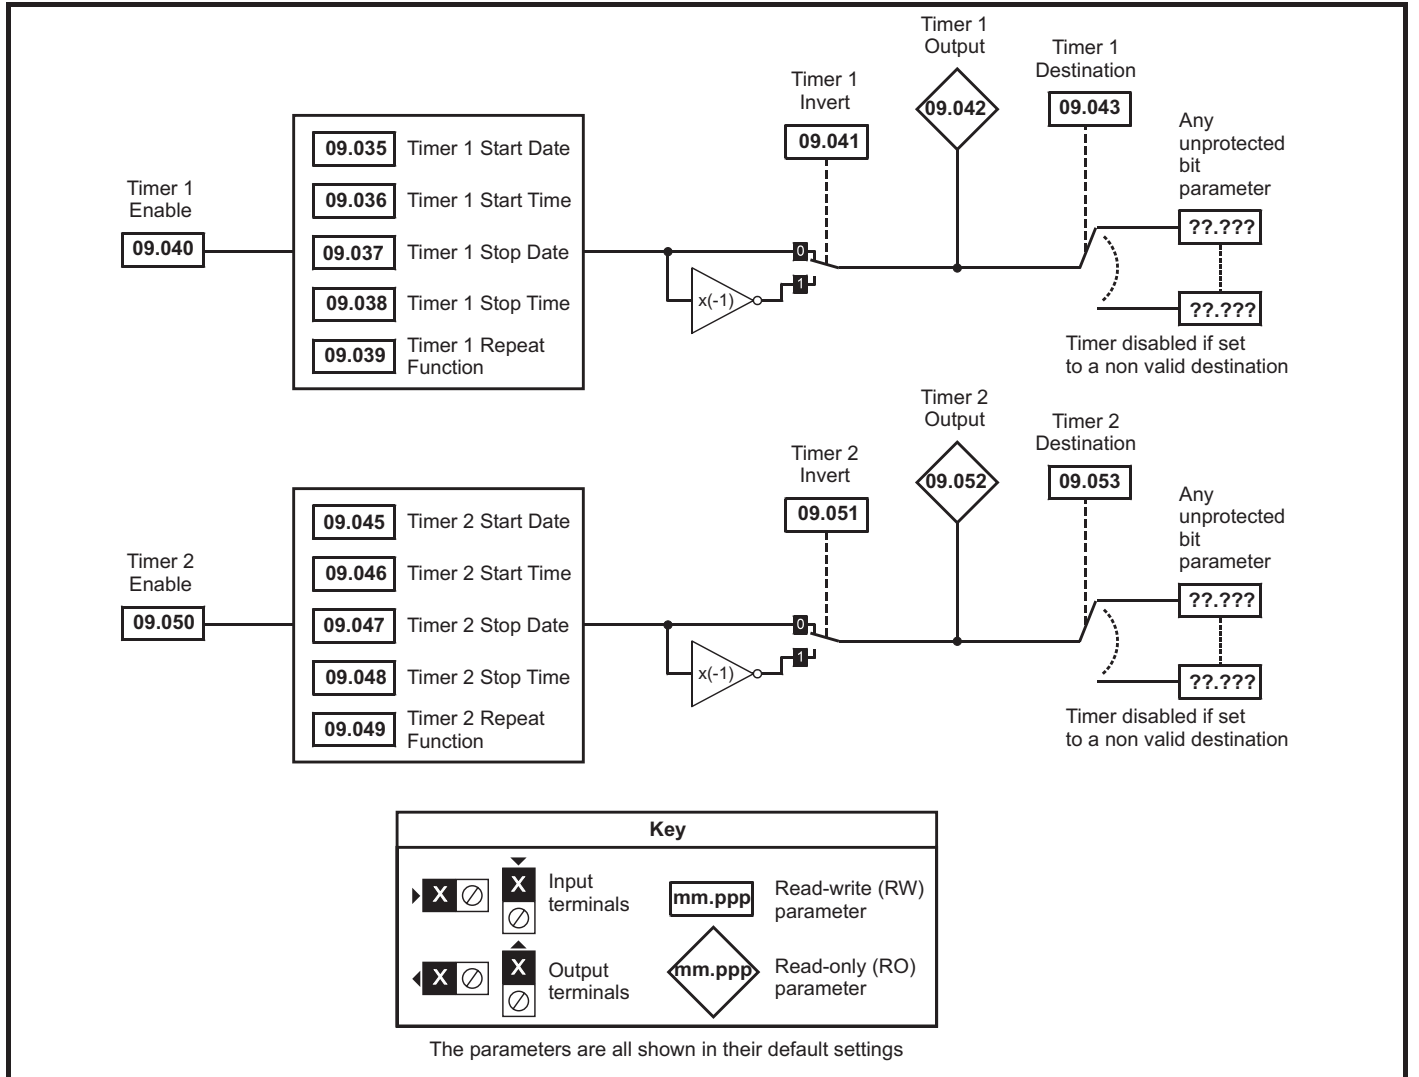 Timer 1
Output
Timer 1
Destination
Timer 1
Invert
09.042
09.043
Any
unprotected
bit
parameter
09.041
09.035 Timer 1 Start Date
Timer 1
Enable
09.036 Timer 1 Start Time
??.???
09.040
09.037 Timer 1 Stop Date
0
1
x(-1)
09.038 Timer 1 Stop Time
??.???
09.039 Timer 1 Repeat
Function
Timer disabled if set
to a non valid destination
Timer 2
Output
Timer 2
Destination
Timer 2
Invert
09.052
09.053
Any
unprotected
bit
parameter
09.051
09.045 Timer 2 Start Date
Timer 2
Enable
09.046 Timer 2 Start Time
??.???
09.050
09.047 Timer 2 Stop Date
0
1
x(-1)
09.048 Timer 2 Stop Time
??.???
09.049 Timer 2 Repeat
Function
Timer disabled if set
to a non valid destination
Key
X
X
Input
terminals
mm.ppp
Read-write (RW)
parameter
X
X
Output
terminals
mm.ppp
Read-only (RO)
parameter
The parameters are all shown in their default settings